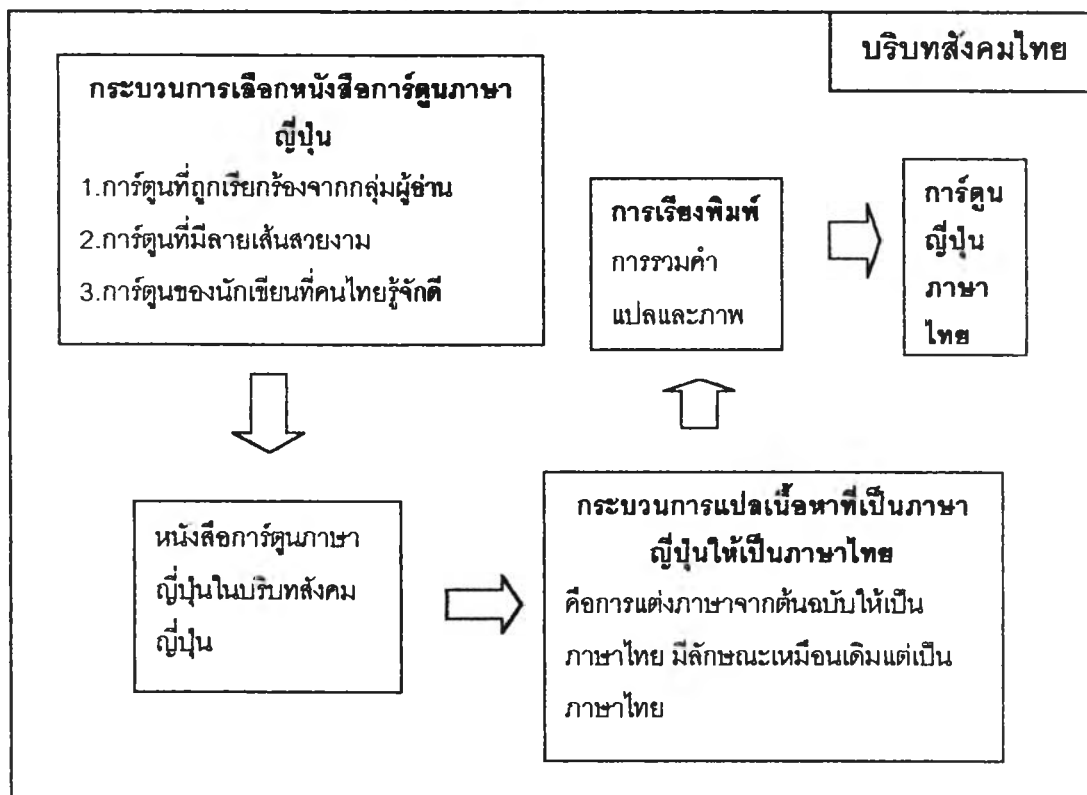 บริบทสังคมไทย
กระบวนการเลือกหนังสือการ์ตูนภาษา
ญี่ปุ่น
1.การ์ตูนที่ถูกเรียกร้องจากกลุ่มผู้อ่าน
2.การ์ตูนที่มีลายเส้นสวยงาม
3.การ์ตูนของนักเขียนที่คนไทยรู้จักดี
หนังสือการ์ตูนภาษา
ญี่ปุ่นในบริบทสังคม
ญี่ปุ่น
กระบวนการแปลเนื้อหาที่เป็นภาษา
ญี่ปุ่นให้เป็นภาษาไทย
คือการแต่งภาษาจากต้นฉบับให้เป็น
ภาษาไทย มีลักษณะเหมือนเดิมแต่เป็น
ภาษาไทย
การเรียงพิมพ์
การรวมคำ
แปลและภาพ
การ์ตูน
ญี่ปุ่น
ภาษา
ไทย